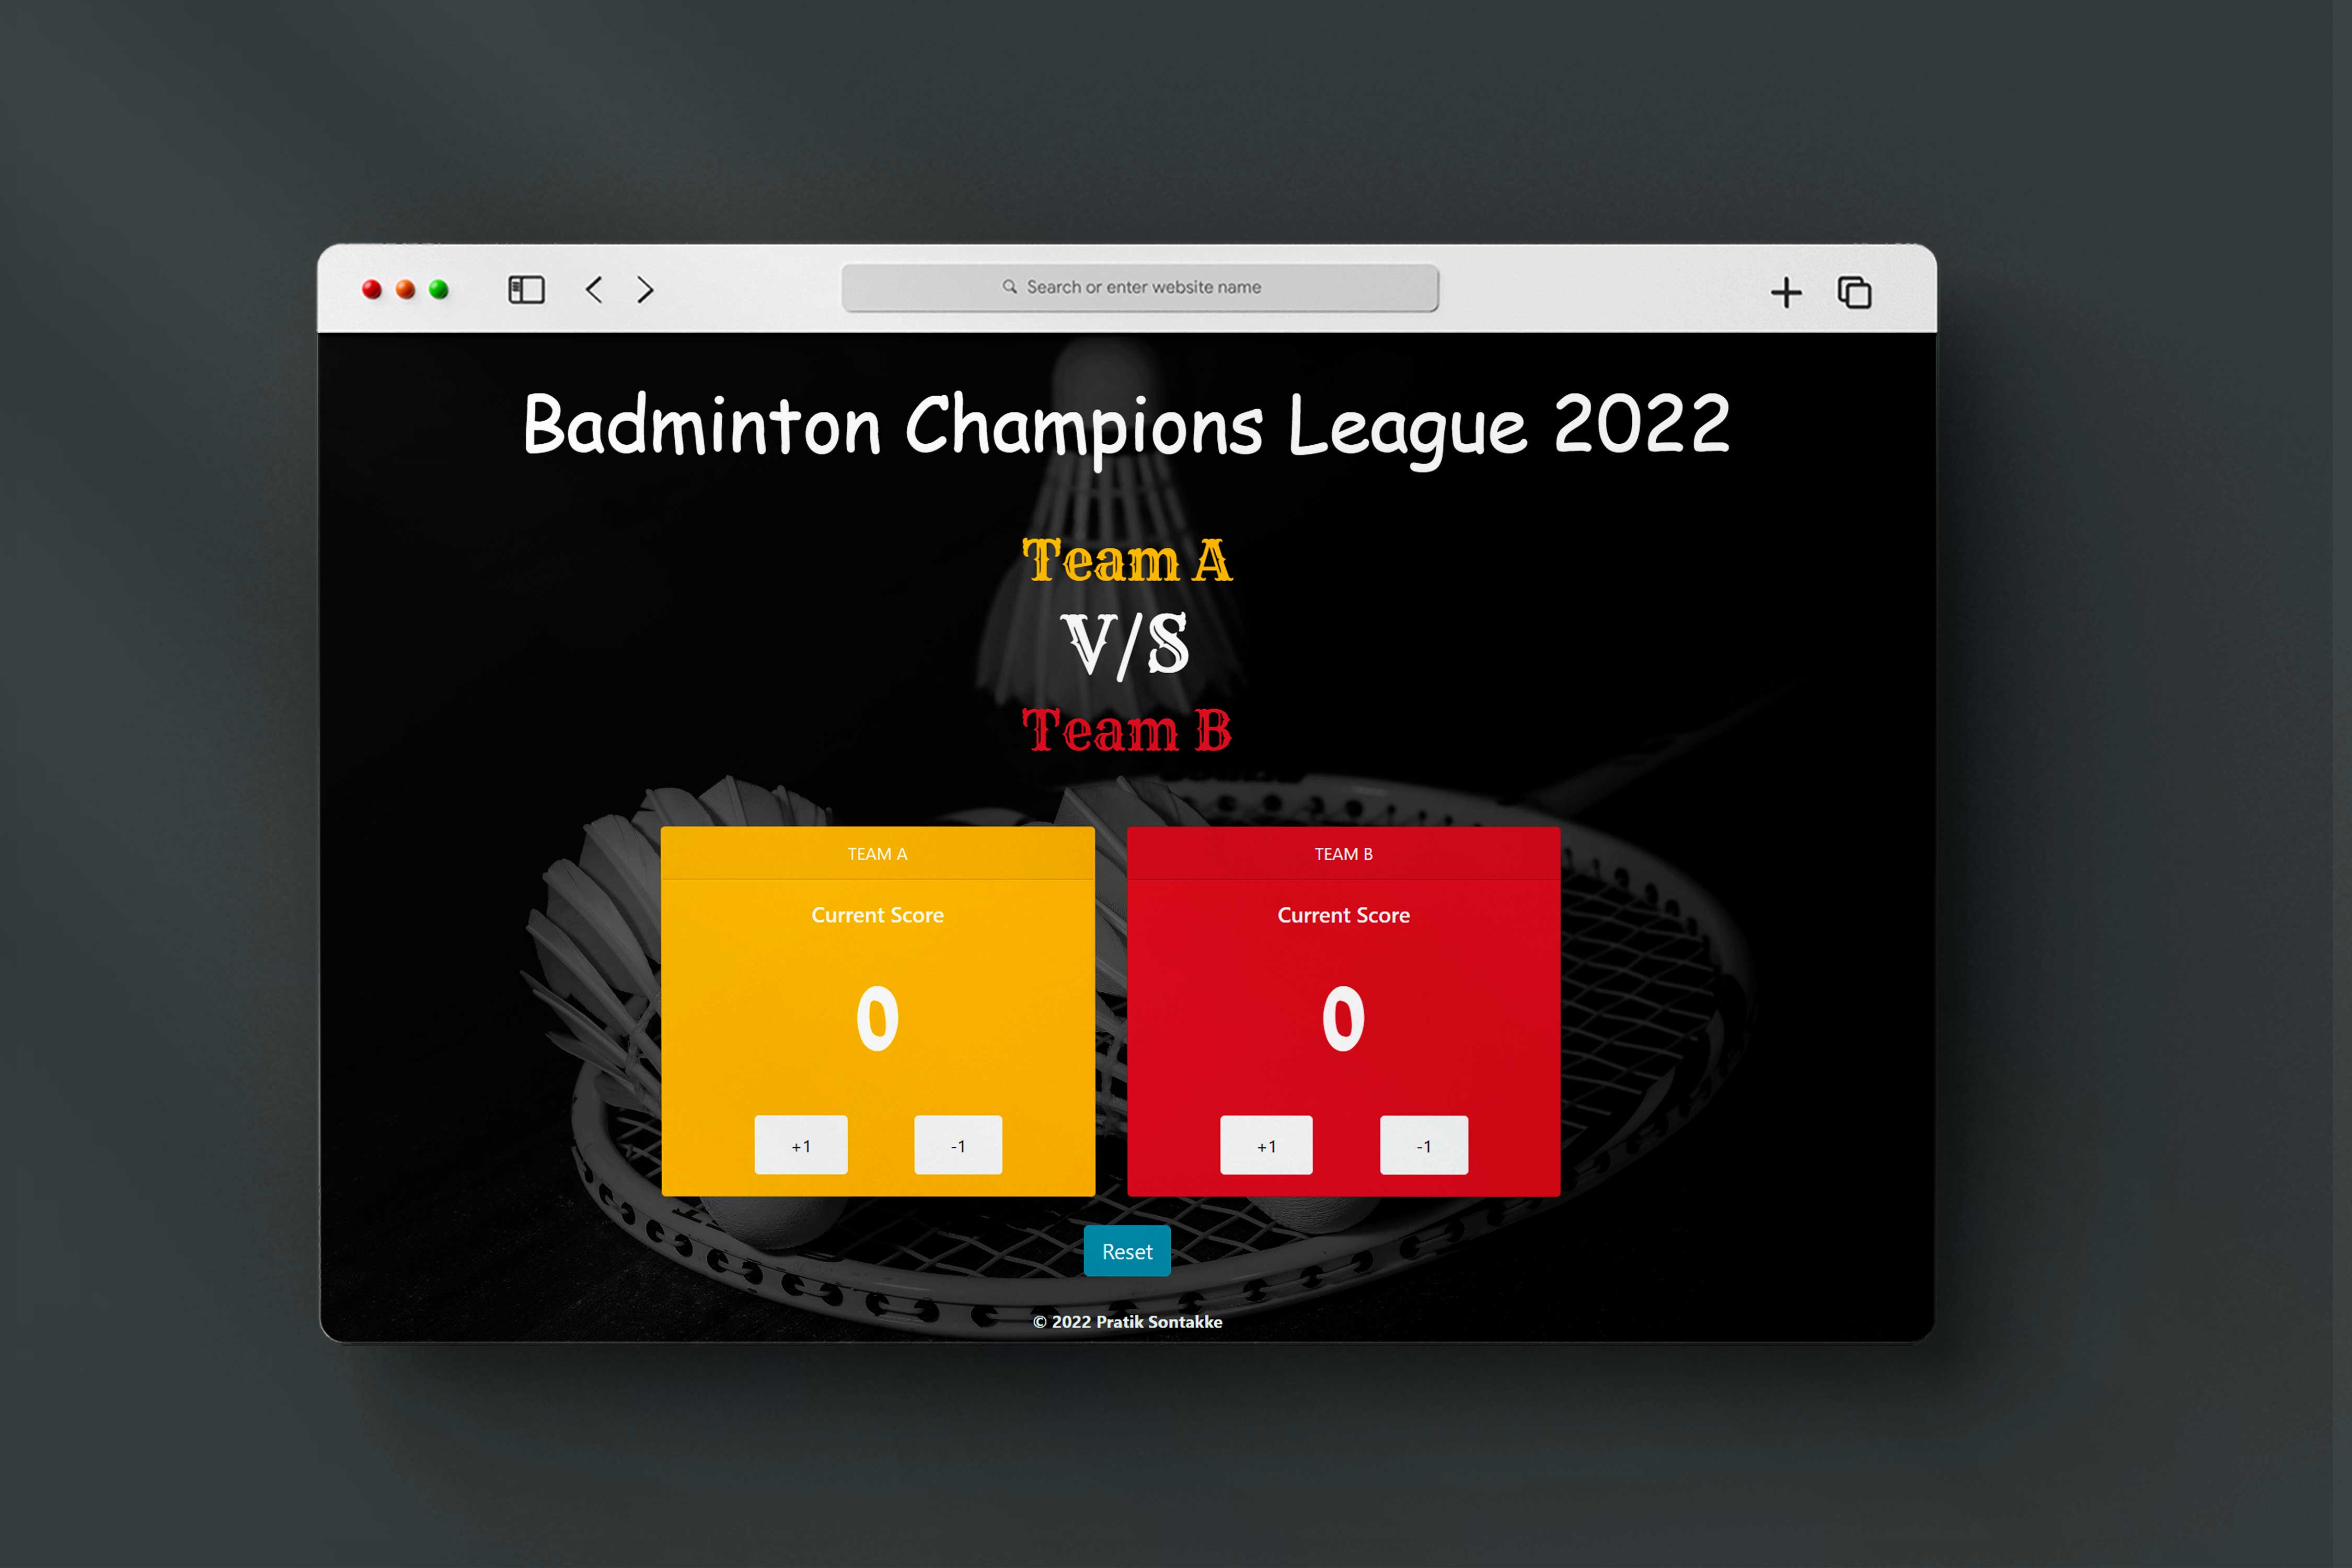 Search or enter website name
Badminton Champions League 2022
Team A
V/S
Team B
TEAM A
Current Score
0
+1 -1
TEAM B
Current Score
0
+1 -1
Reset
© 2022 Pratik Sontakke